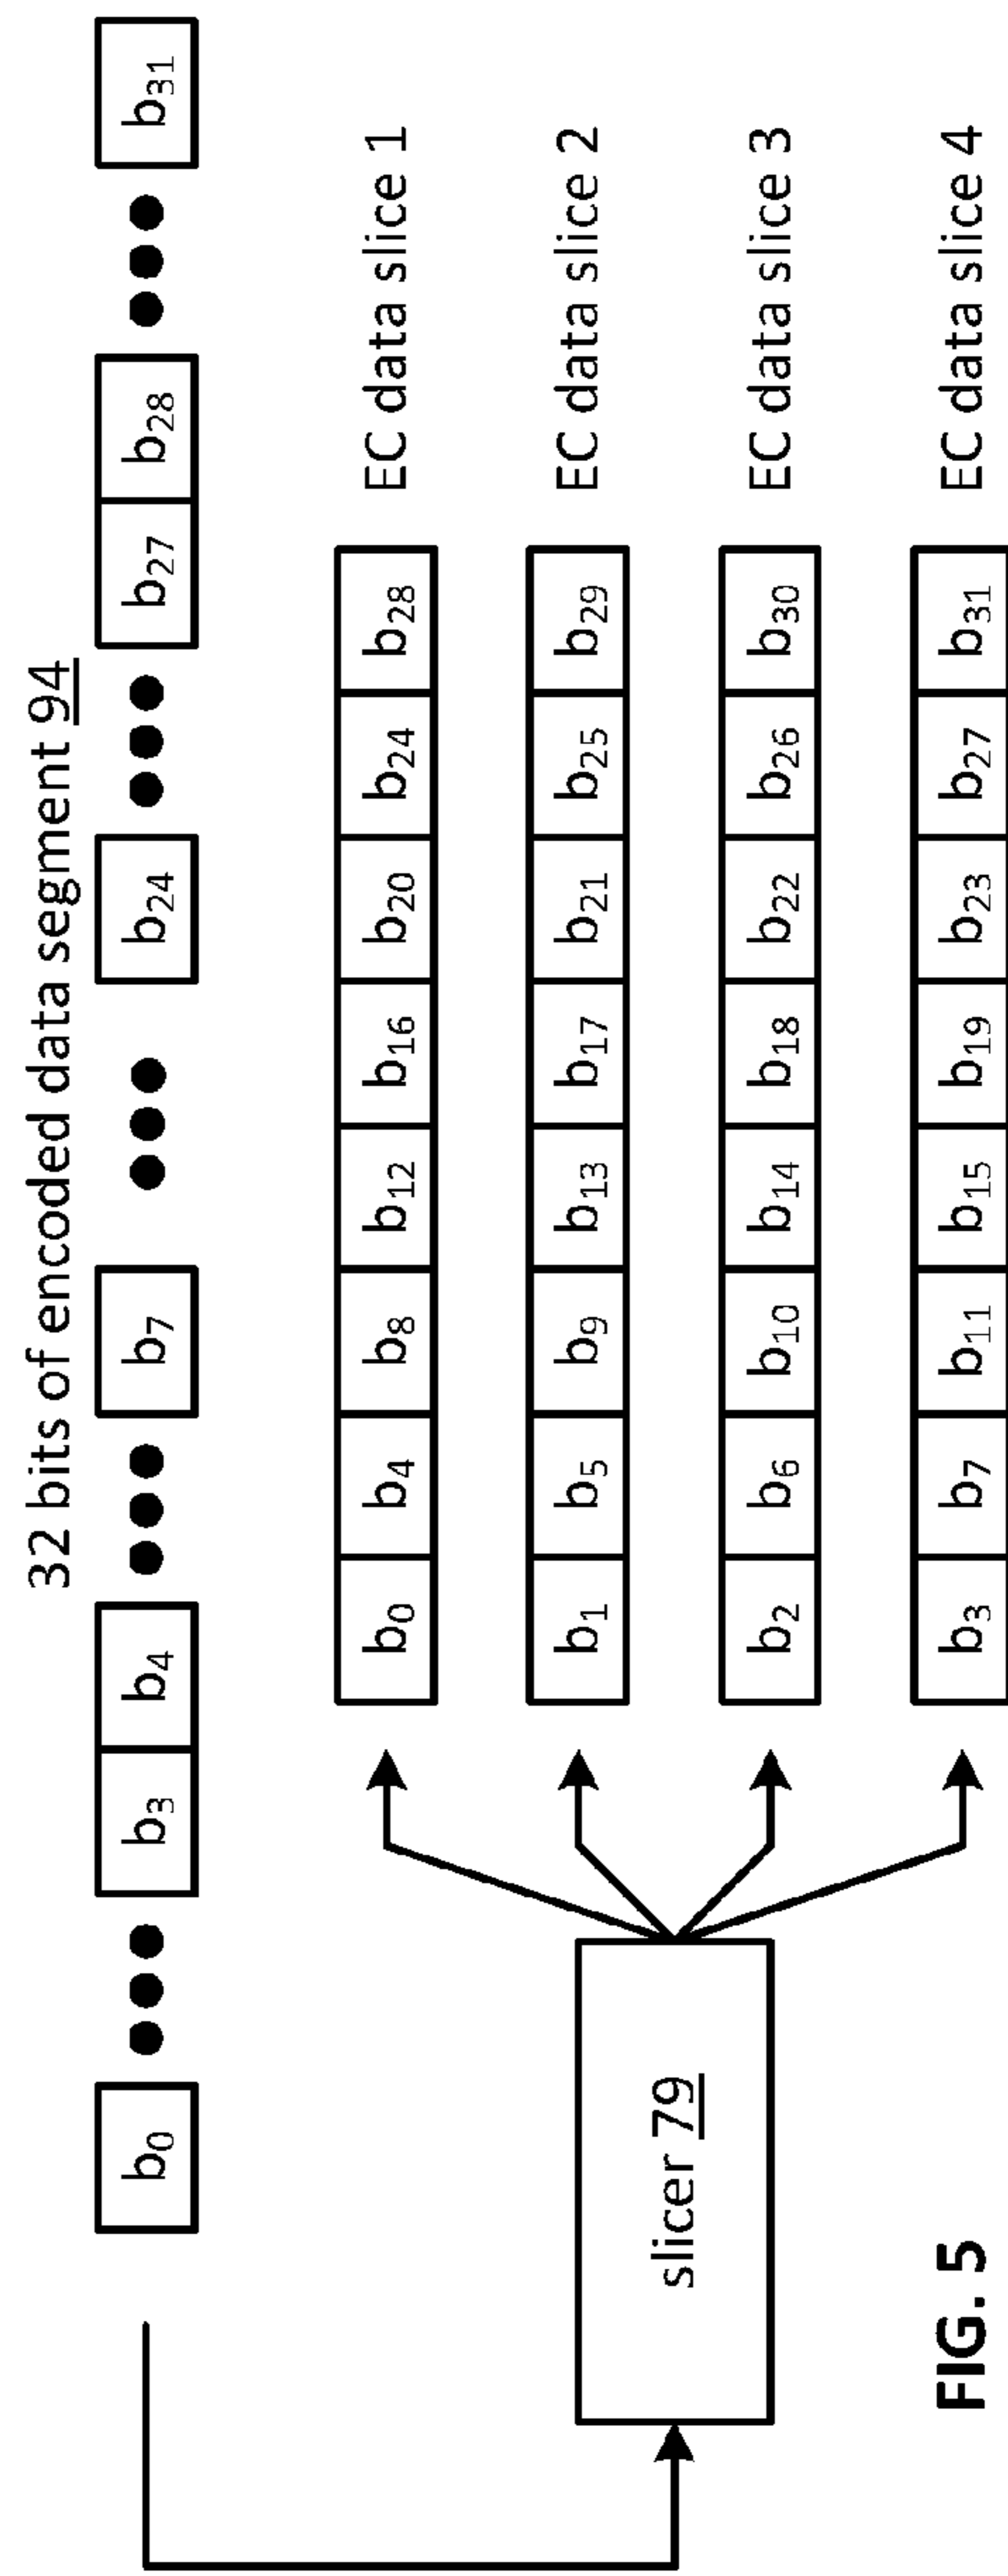 32 bits of encoded data segment 94
b0 ●●● b3 b4 ●●● b7 ●●● b24 ●●● b27 b28 ●●● b31
b0 b4 b8 b12 b16 b20 b24 b28 EC data slice 1
b1 b5 b9 b13 b17 b21 b25 b29 EC data slice 2
slicer 79
b2 b6 b10 b14 b18 b22 b26 b30 EC data slice 3
b3 b7 b11 b15 b19 b23 b27 b31 EC data slice 4
FIG. 5